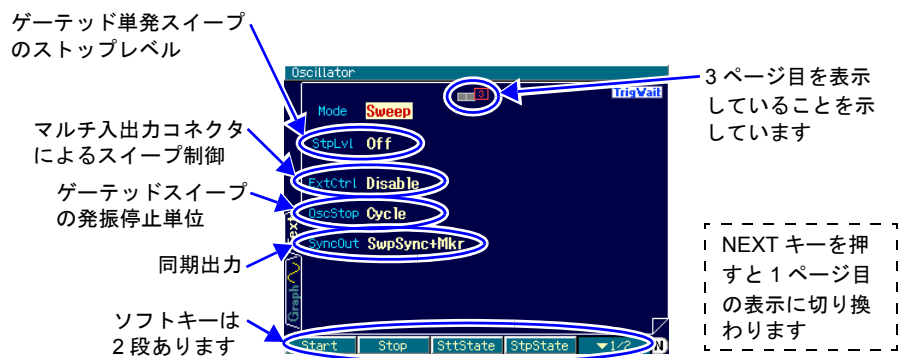 ゲーテッド単発スイープ
のストップレベル
マルチ入出力コネクタ
によるスイープ制御
ゲーテッドスイープ
の発振停止単位
同期出力
ソフトキーは
2 段あります
Oscillator
3
TrigWait
Mode Sweep
StpLvl Off
ExtCtrl Disable
OscStop Cycle
SyncOut SwpSync+Mkr
Text
Graph
Start Stop SttState StpState ▼1/2 N
3 ページ目を表示
していることを示
しています
NEXT キーを押
すと 1 ページ目
の表示に切り換
わります